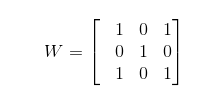 W = [ 1 0 1
0 1 0
1 0 1 ]